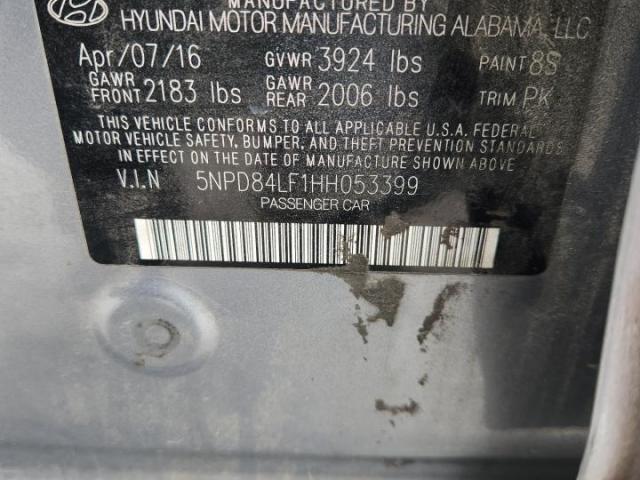 MANUFACTURED BY
HYUNDAI MOTOR MANUFACTURING ALABAMA, LLC
Apr/07/16 GVWR 3924 lbs PAINT 8S
GAWR FRONT 2183 lbs GAWR REAR 2006 lbs TRIM PK
THIS VEHICLE CONFORMS TO ALL APPLICABLE U.S.A. FEDERAL
MOTOR VEHICLE SAFETY, BUMPER, AND THEFT PREVENTION STANDARDS
IN EFFECT ON THE DATE OF MANUFACTURE SHOWN ABOVE.
V.I.N 5NPD84LF1HH053399
PASSENGER CAR